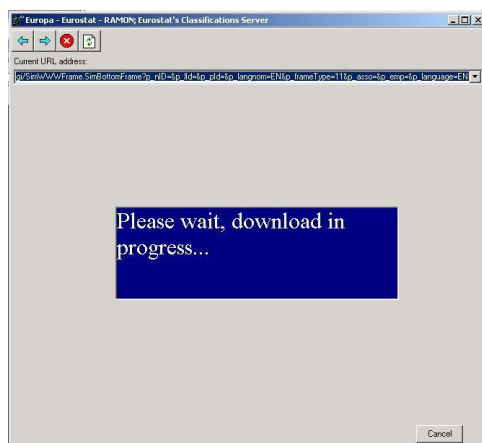 Europa - Eurostat - RAMON; Eurostat's Classifications Server
Current URL address:
gi/SimWWWFrame.SimBottomFrame?p_nID=&p_lId=&p_pId=&p_langnom=EN&p_frameType=11&p_asso=&p_emp=&p_language=EN
Please wait, download in
progress...
Cancel